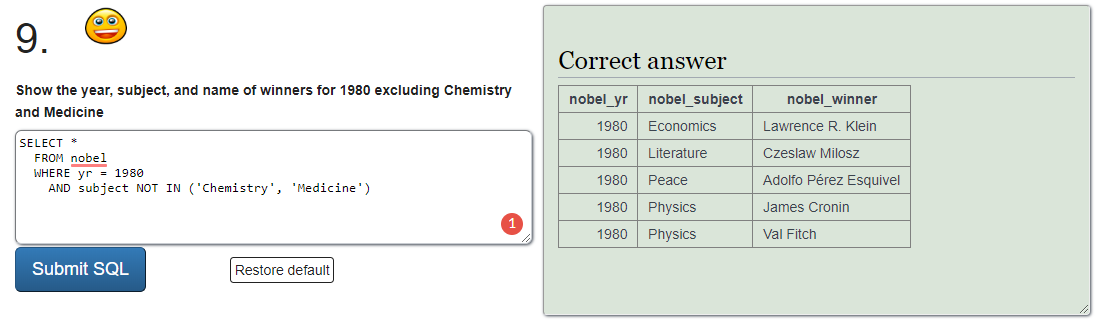 9.
Show the year, subject, and name of winners for 1980 excluding Chemistry
and Medicine
SELECT *
FROM nobel
WHERE yr = 1980
AND subject NOT IN ('Chemistry', 'Medicine')
1
Submit SQL
Restore default
Correct answer
nobel_yr nobel_subject nobel_winner
1980 Economics Lawrence R. Klein
1980 Literature Czeslaw Milosz
1980 Peace Adolfo Pérez Esquivel
1980 Physics James Cronin
1980 Physics Val Fitch